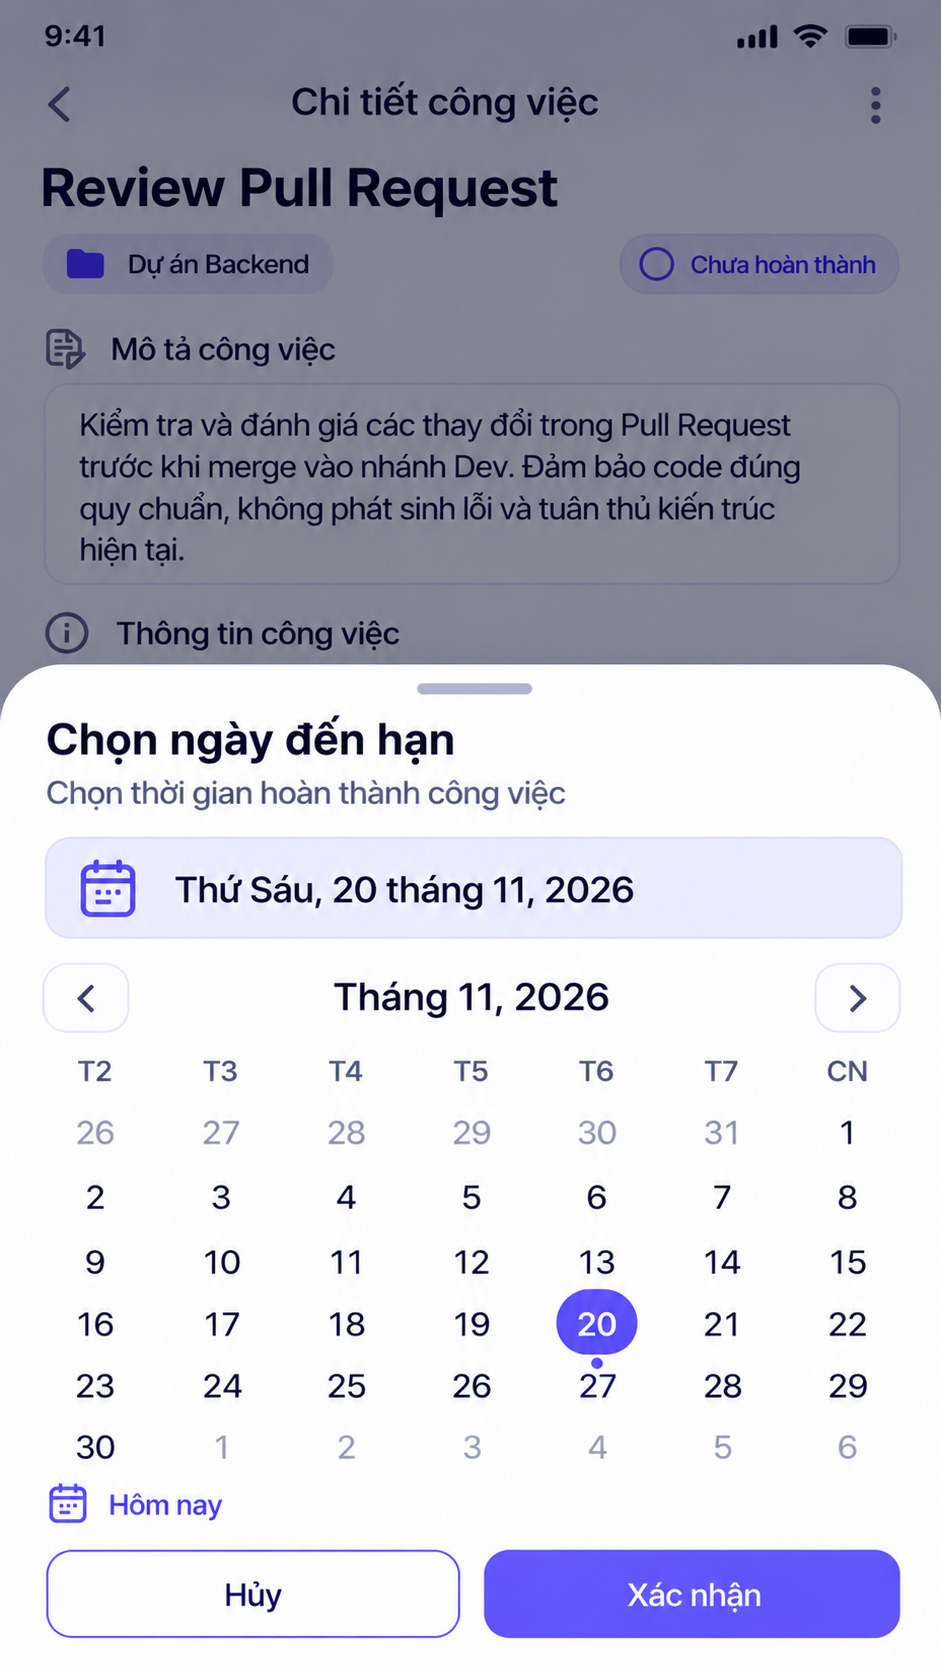 9:41
Chi tiết công việc
Review Pull Request
Dự án Backend
Chưa hoàn thành
Mô tả công việc
Kiểm tra và đánh giá các thay đổi trong Pull Request
trước khi merge vào nhánh Dev. Đảm bảo code đúng
quy chuẩn, không phát sinh lỗi và tuân thủ kiến trúc
hiện tại.
Thông tin công việc
Chọn ngày đến hạn
Chọn thời gian hoàn thành công việc
Thứ Sáu, 20 tháng 11, 2026
Tháng 11, 2026
T2 T3 T4 T5 T6 T7 CN
26 27 28 29 30 31 1
2 3 4 5 6 7 8
9 10 11 12 13 14 15
16 17 18 19 20 21 22
23 24 25 26 27 28 29
30 1 2 3 4 5 6
Hôm nay
Hủy
Xác nhận